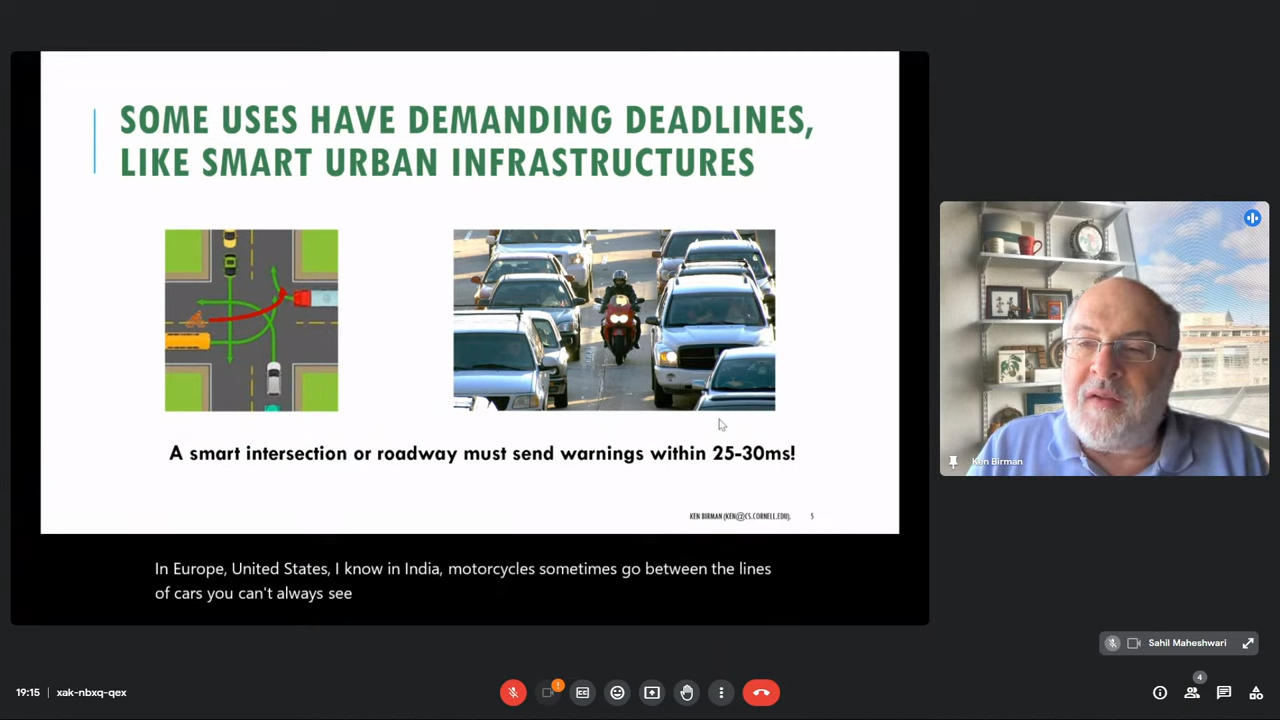 SOME USES HAVE DEMANDING DEADLINES,
LIKE SMART URBAN INFRASTRUCTURES
A smart intersection or roadway must send warnings within 25-30ms!
KEN BIRMAN (KEN@CS.CORNELL.EDU). 5
In Europe, United States, I know in India, motorcycles sometimes go between the lines
of cars you can't always see
Ken Birman
Sahil Maheshwari
19:15 | xak-nbxq-qex
!
4